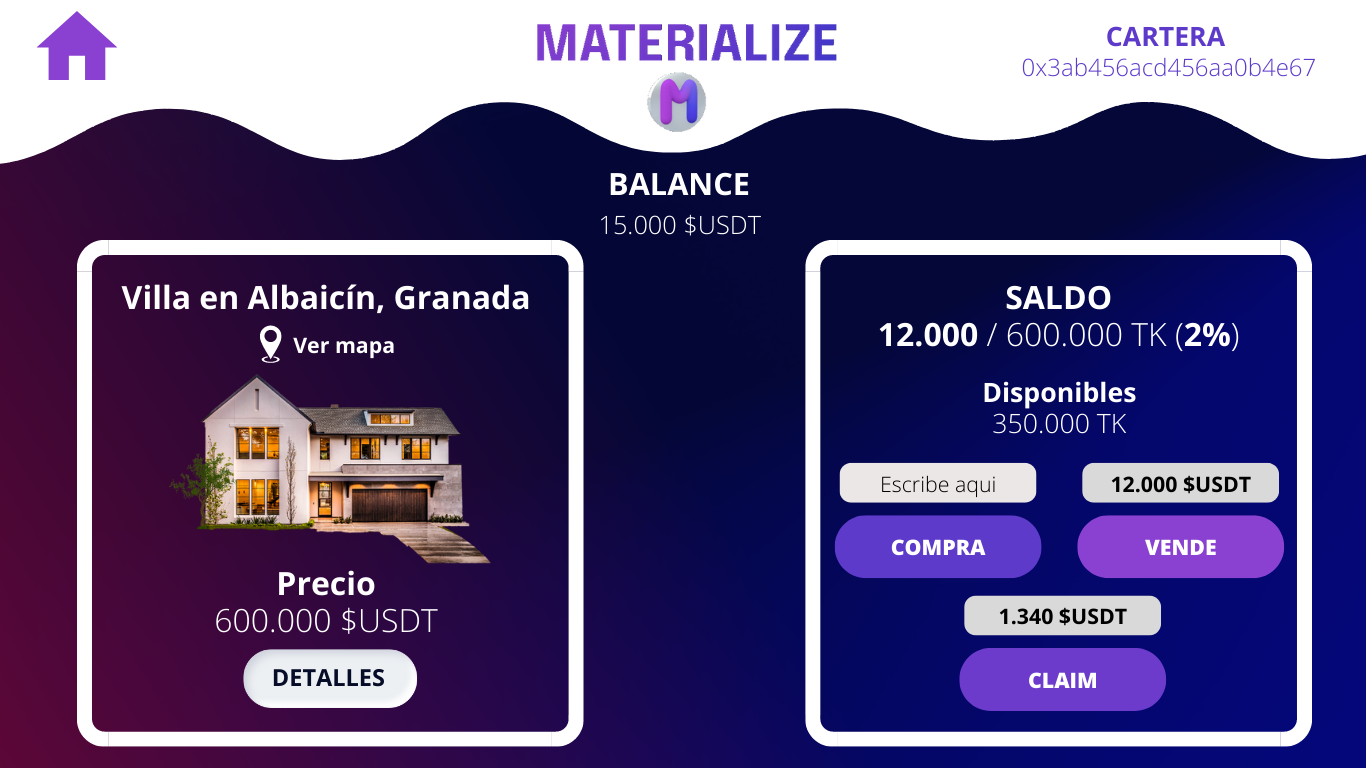 MATERIALIZE
M
CARTERA
0x3ab456acd456aa0b4e67
BALANCE
15.000 $USDT
Villa en Albaicín, Granada
Ver mapa
Precio
600.000 $USDT
DETALLES
SALDO
12.000 / 600.000 TK (2%)
Disponibles
350.000 TK
Escribe aqui
12.000 $USDT
COMPRA
VENDE
1.340 $USDT
CLAIM